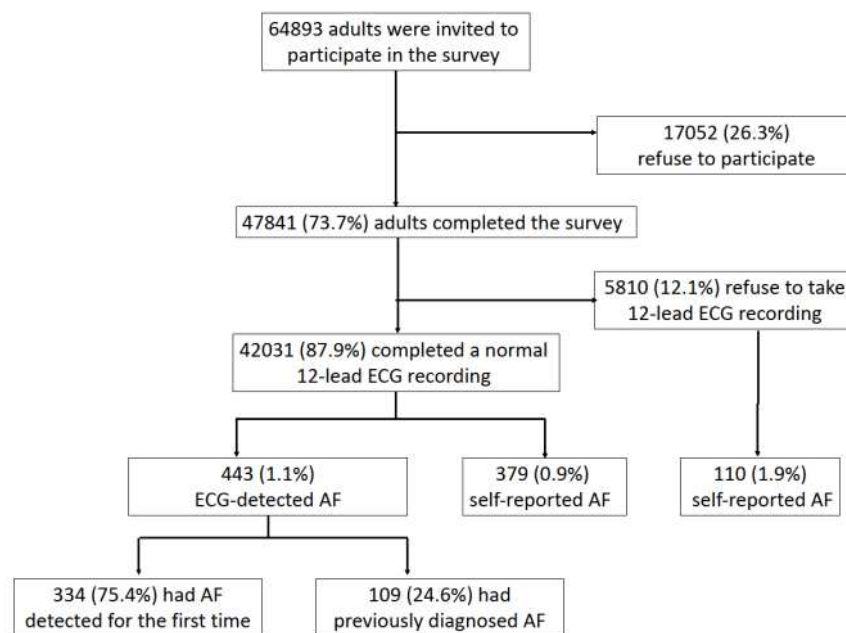 64893 adults were invited to
participate in the survey
17052 (26.3%)
refuse to participate
47841 (73.7%) adults completed the survey
5810 (12.1%) refuse to take
12-lead ECG recording
42031 (87.9%) completed a normal
12-lead ECG recording
443 (1.1%)
ECG-detected AF
379 (0.9%)
self-reported AF
110 (1.9%)
self-reported AF
334 (75.4%) had AF
detected for the first time
109 (24.6%) had
previously diagnosed AF